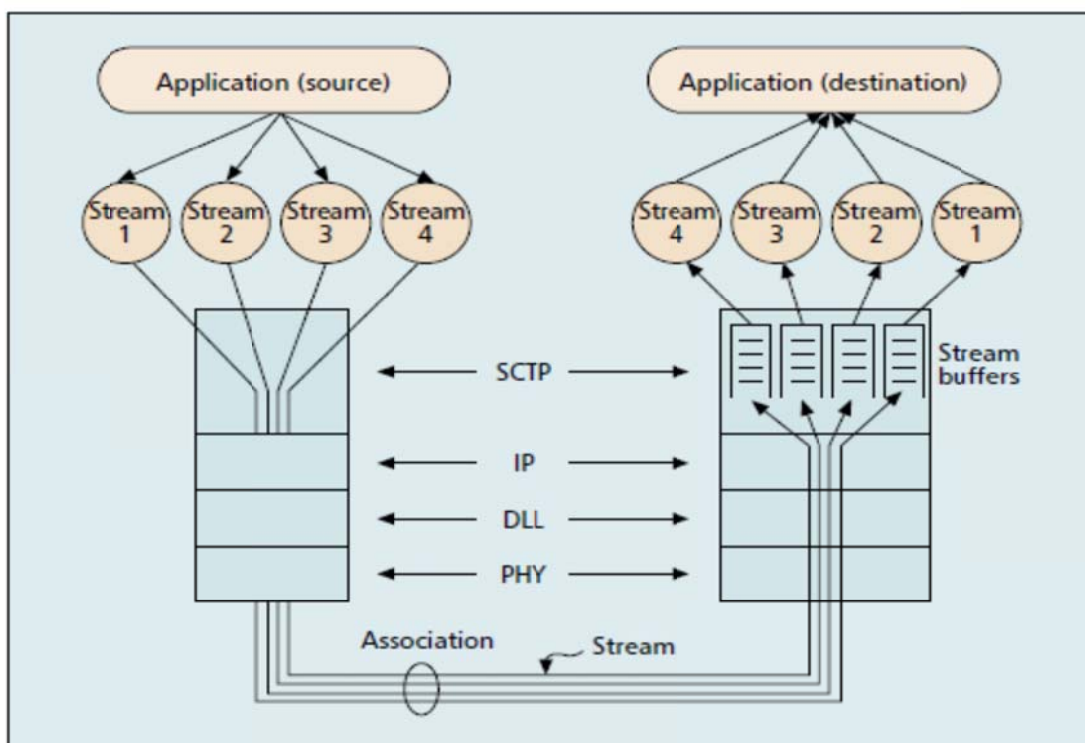 Application (source)
Application (destination)
Stream
1
Stream
2
Stream
3
Stream
4
Stream
4
Stream
3
Stream
2
Stream
1
SCTP
Stream
buffers
IP
DLL
PHY
Association
Stream